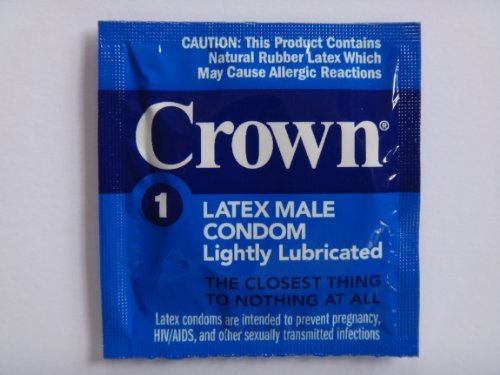 CAUTION: This Product Contains
Natural Rubber Latex Which
May Cause Allergic Reactions
Crown®
1
LATEX MALE
CONDOM
Lightly Lubricated
THE CLOSEST THING
TO NOTHING AT ALL
Latex condoms are intended to prevent pregnancy,
HIV/AIDS, and other sexually transmitted infections